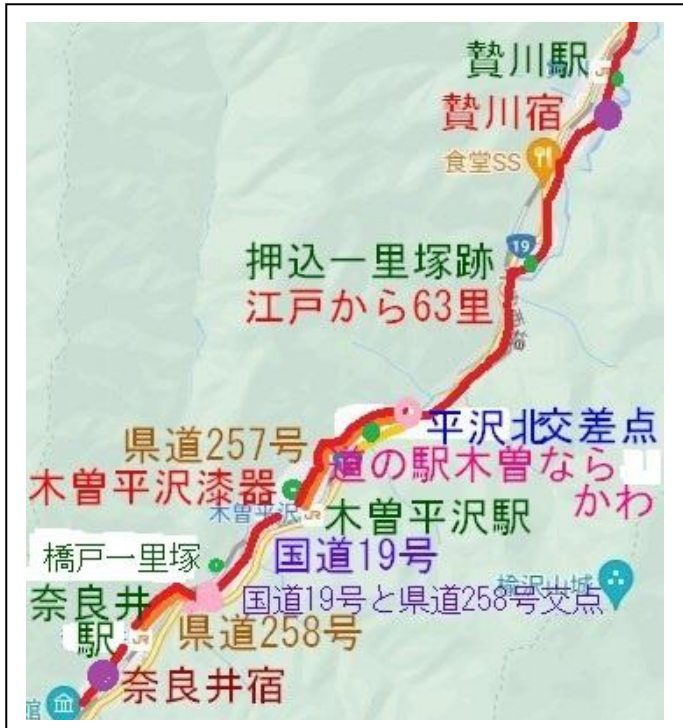 贄川駅
贄川宿
食堂SS
19
押込一里塚跡
江戸から63里
平沢北交差点
県道257号
道の駅木曽なら
かわ
木曽平沢漆器
木曽平沢
木曽平沢駅
橋戸一里塚
国道19号
奈良井
駅
国道19号と県道258号交点
県道258号
奈良井宿
館